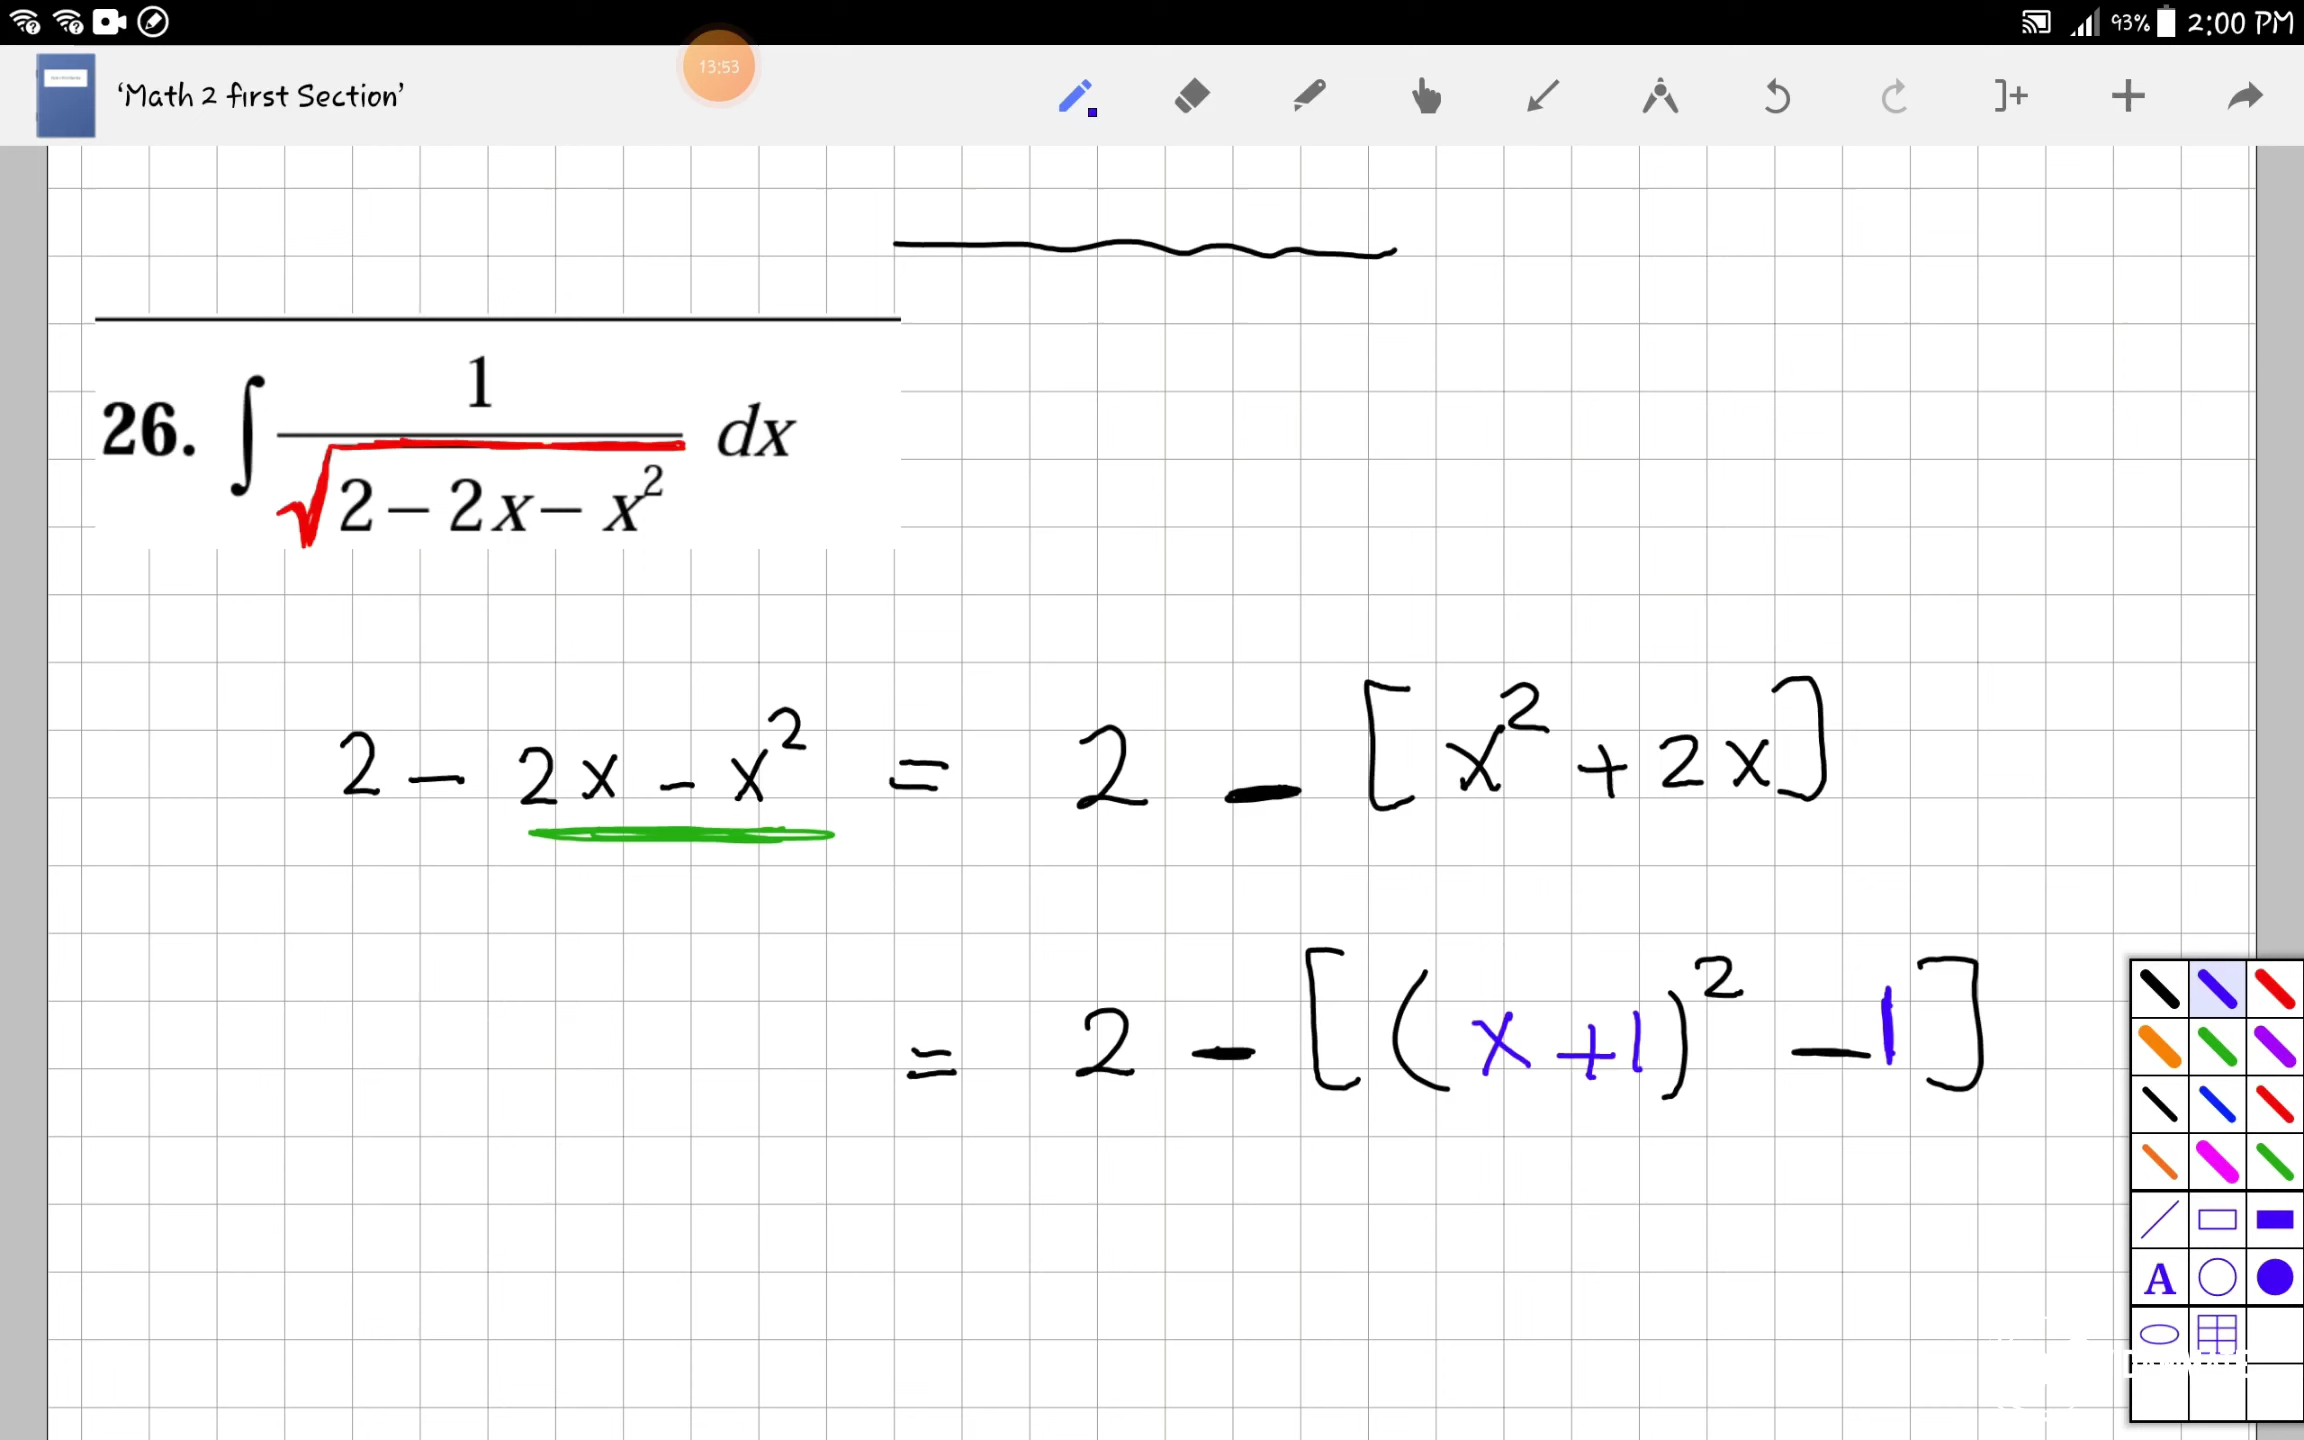 93% 2:00 PM
13:53
'Math 2 first Section'
]+
26. ∫ 1/√(2 − 2x − x²) dx
2 − 2x − x² = 2 − [x² + 2x]
= 2 − [(x + 1)² − 1]
A